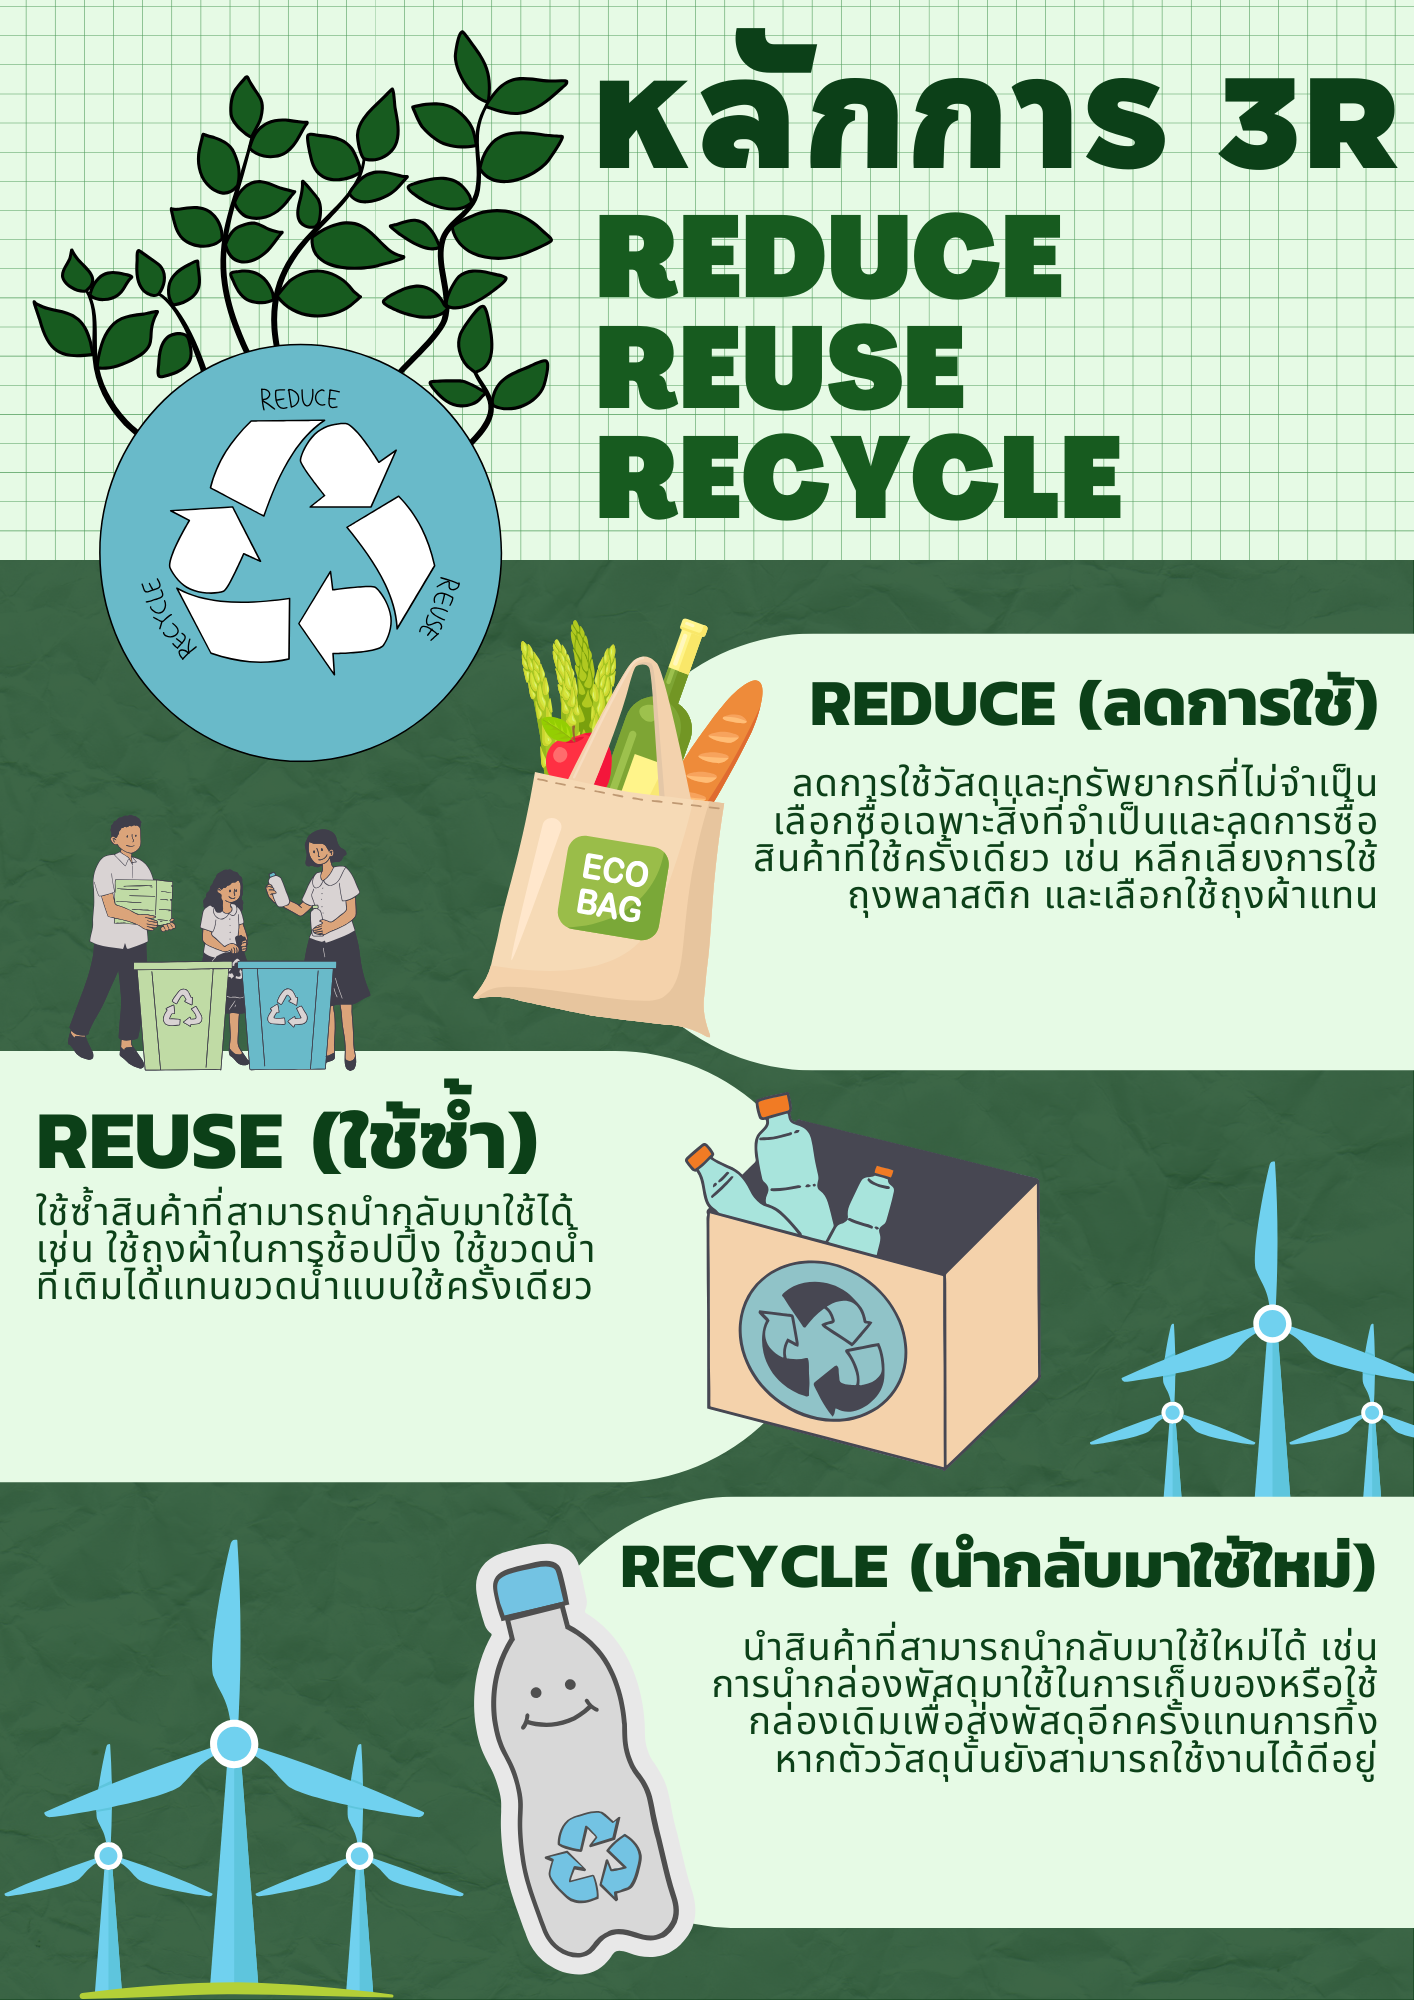 หลักการ 3R
REDUCE
REUSE
RECYCLE
REDUCE
REUSE
RECYCLE
REDUCE (ลดการใช้)
ลดการใช้วัสดุและทรัพยากรที่ไม่จำเป็น
เลือกซื้อเฉพาะสิ่งที่จำเป็นและลดการซื้อ
สินค้าที่ใช้ครั้งเดียว เช่น หลีกเลี่ยงการใช้
ถุงพลาสติก และเลือกใช้ถุงผ้าแทน
ECO
BAG
REUSE (ใช้ซ้ำ)
ใช้ซ้ำสินค้าที่สามารถนำกลับมาใช้ได้
เช่น ใช้ถุงผ้าในการช้อปปิ้ง ใช้ขวดน้ำ
ที่เติมได้แทนขวดน้ำแบบใช้ครั้งเดียว
RECYCLE (นำกลับมาใช้ใหม่)
นำสินค้าที่สามารถนำกลับมาใช้ใหม่ได้ เช่น
การนำกล่องพัสดุมาใช้ในการเก็บของหรือใช้
กล่องเดิมเพื่อส่งพัสดุอีกครั้งแทนการทิ้ง
หากตัววัสดุนั้นยังสามารถใช้งานได้ดีอยู่